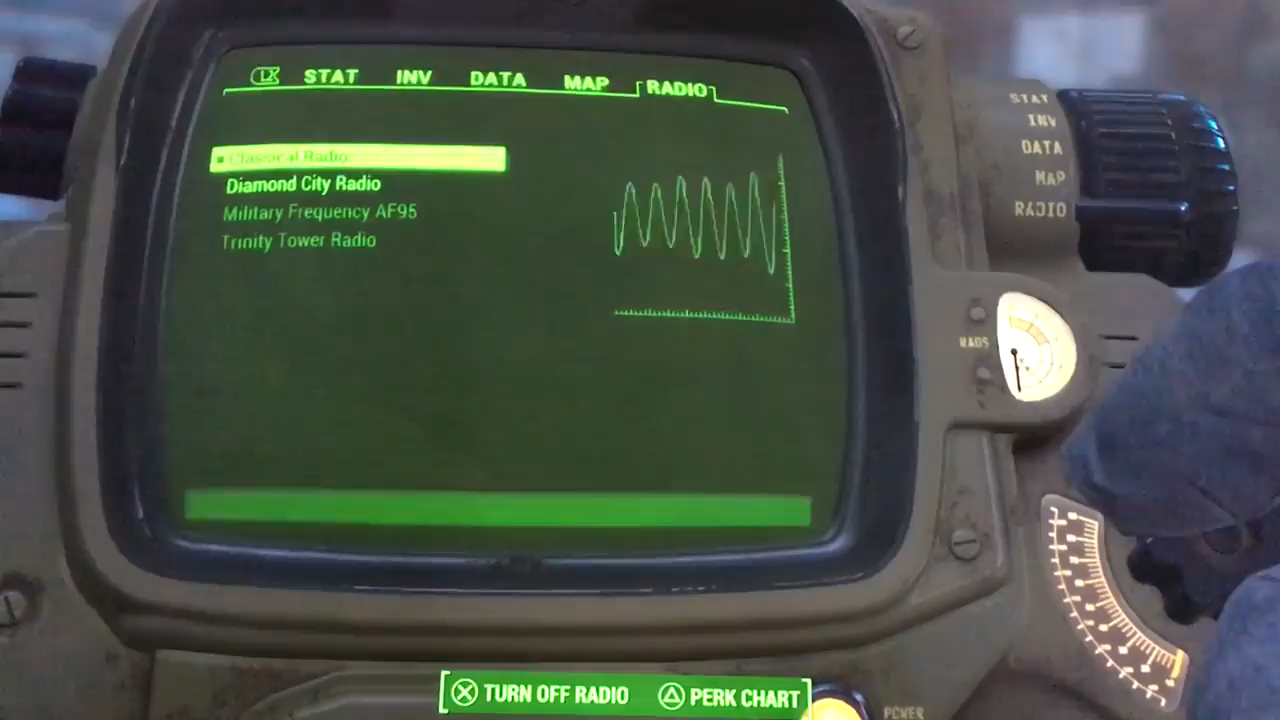 STAT INV DATA MAP RADIO
Classical Radio
Diamond City Radio
Military Frequency AF95
Trinity Tower Radio
STAT
INV
DATA
MAP
RADIO
RADS
TURN OFF RADIO PERK CHART
POWER